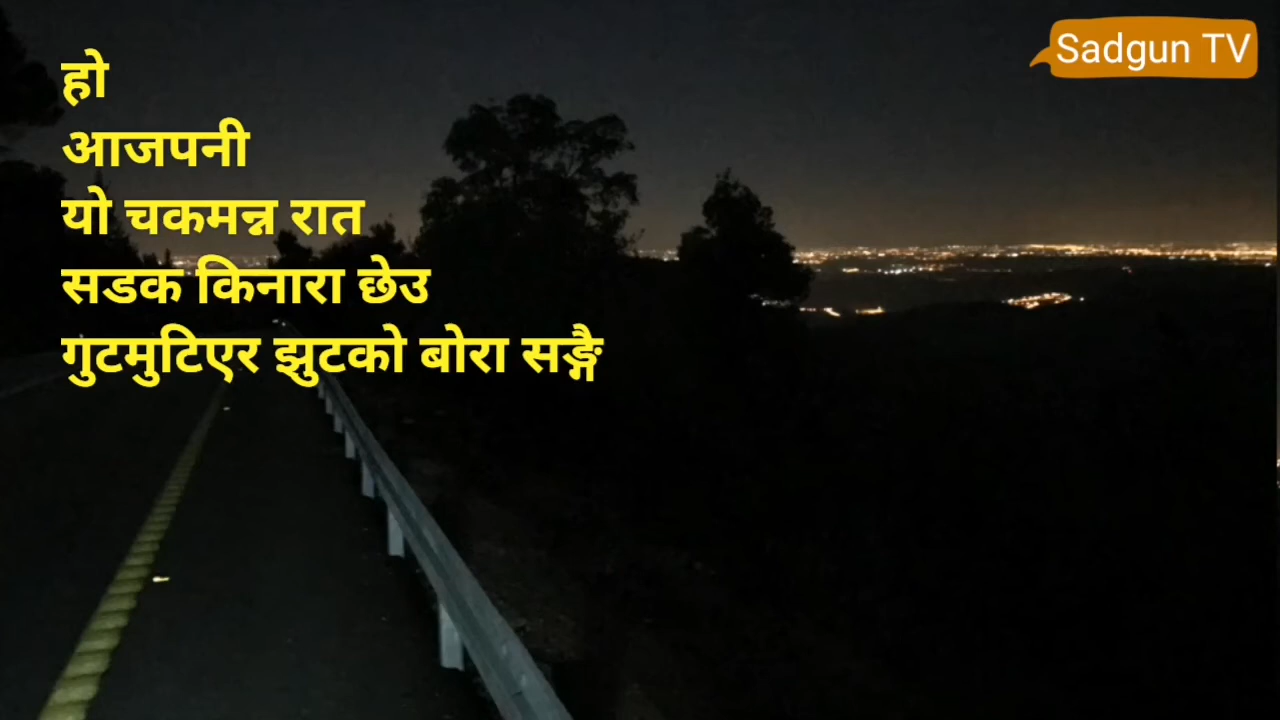 Sadgun TV
हो
आजपनी
यो चकमन्न रात
सडक किनारा छेउ
गुटमुटिएर झुटको बोरा सङ्गै